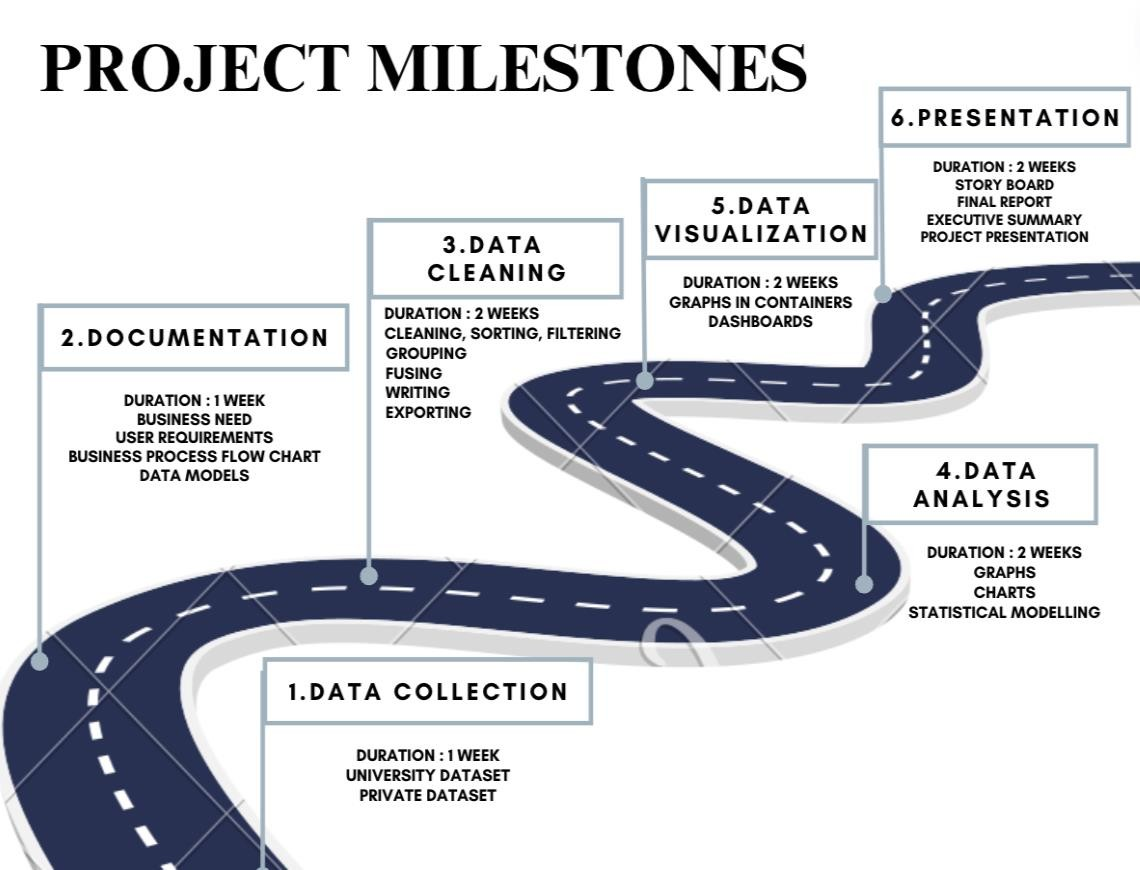 PROJECT MILESTONES
1.DATA COLLECTION
DURATION : 1 WEEK
UNIVERSITY DATASET
PRIVATE DATASET
2.DOCUMENTATION
DURATION : 1 WEEK
BUSINESS NEED
USER REQUIREMENTS
BUSINESS PROCESS FLOW CHART
DATA MODELS
3.DATA
CLEANING
DURATION : 2 WEEKS
CLEANING, SORTING, FILTERING
GROUPING
FUSING
WRITING
EXPORTING
4.DATA
ANALYSIS
DURATION : 2 WEEKS
GRAPHS
CHARTS
STATISTICAL MODELLING
5.DATA
VISUALIZATION
DURATION : 2 WEEKS
GRAPHS IN CONTAINERS
DASHBOARDS
6.PRESENTATION
DURATION : 2 WEEKS
STORY BOARD
FINAL REPORT
EXECUTIVE SUMMARY
PROJECT PRESENTATION